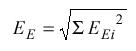 E_E = √(Σ E_Ei²)